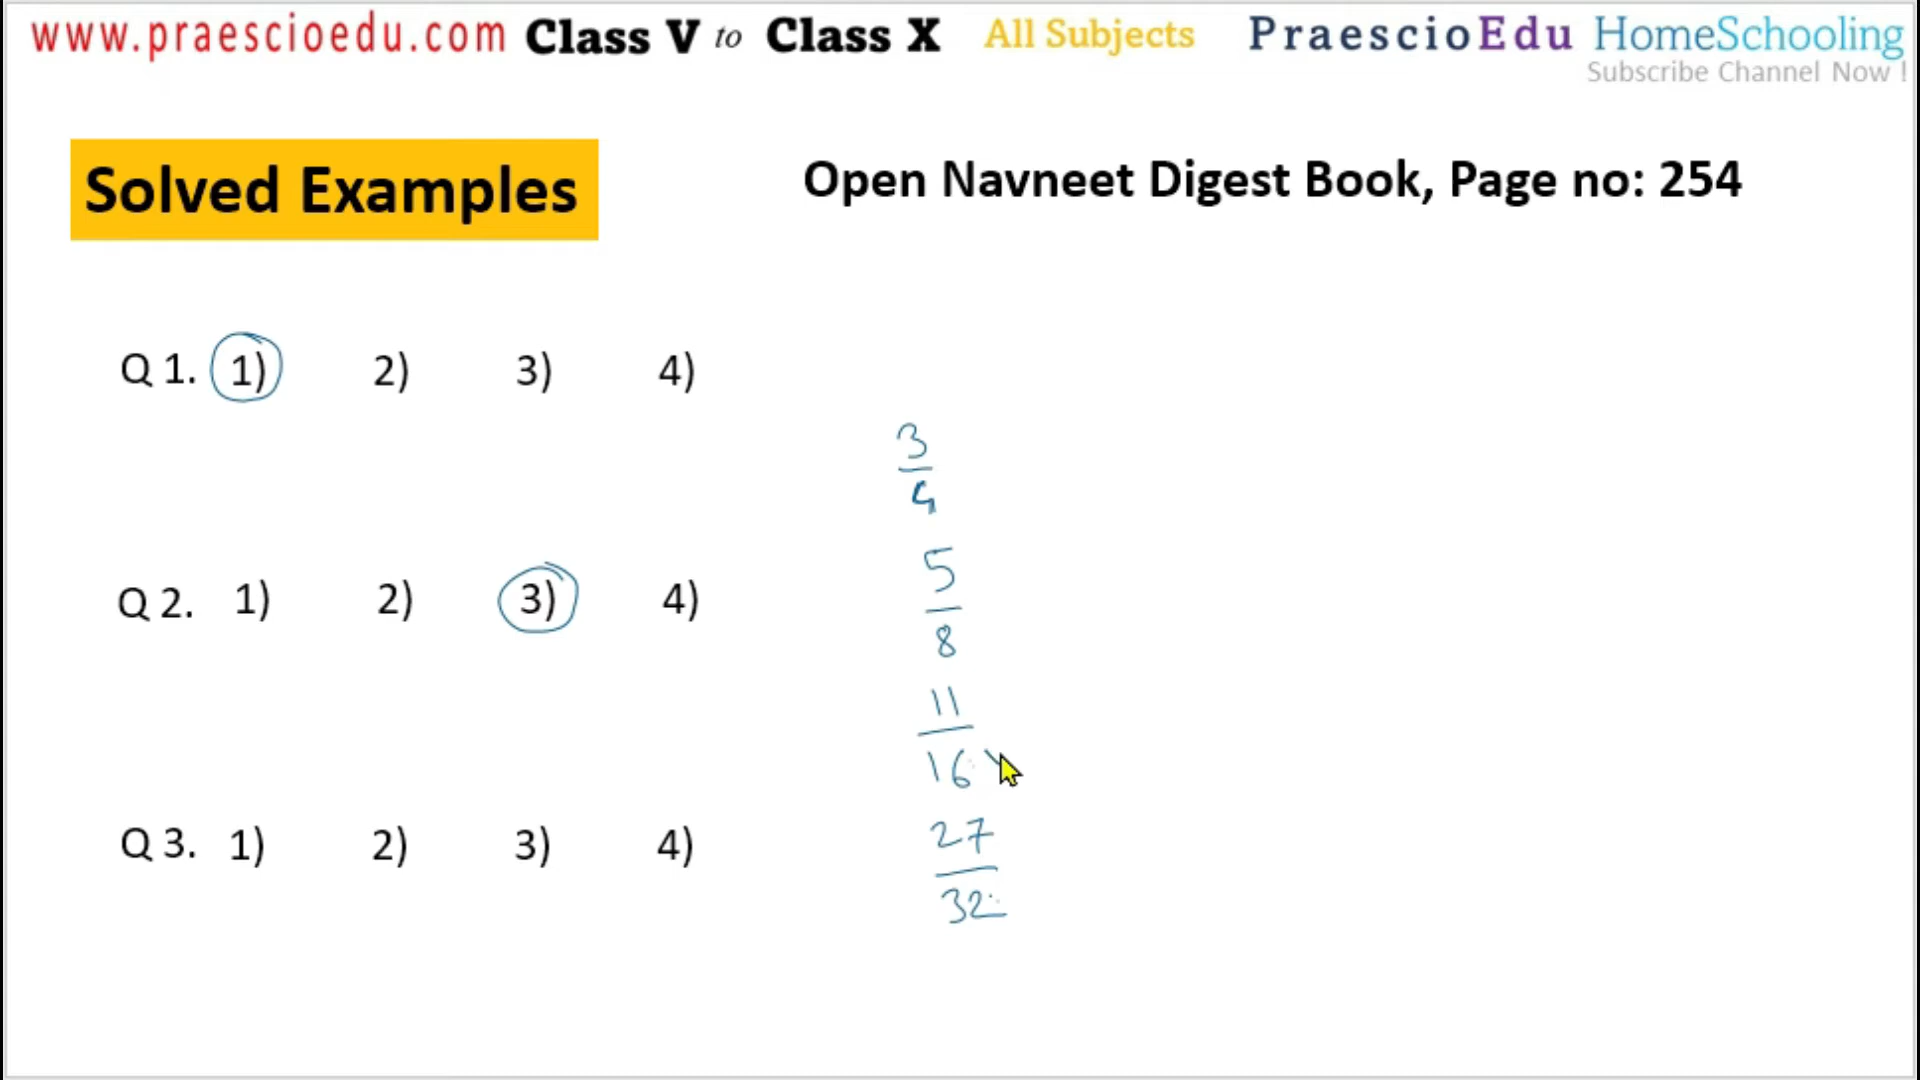 www.praescioedu.com Class V to Class X All Subjects PraescioEdu HomeSchooling
Subscribe Channel Now !
Solved Examples
Open Navneet Digest Book, Page no: 254
Q 1. 1) 2) 3) 4)
3
4
5
8
Q 2. 1) 2) 3) 4)
11
16
27
32
Q 3. 1) 2) 3) 4)